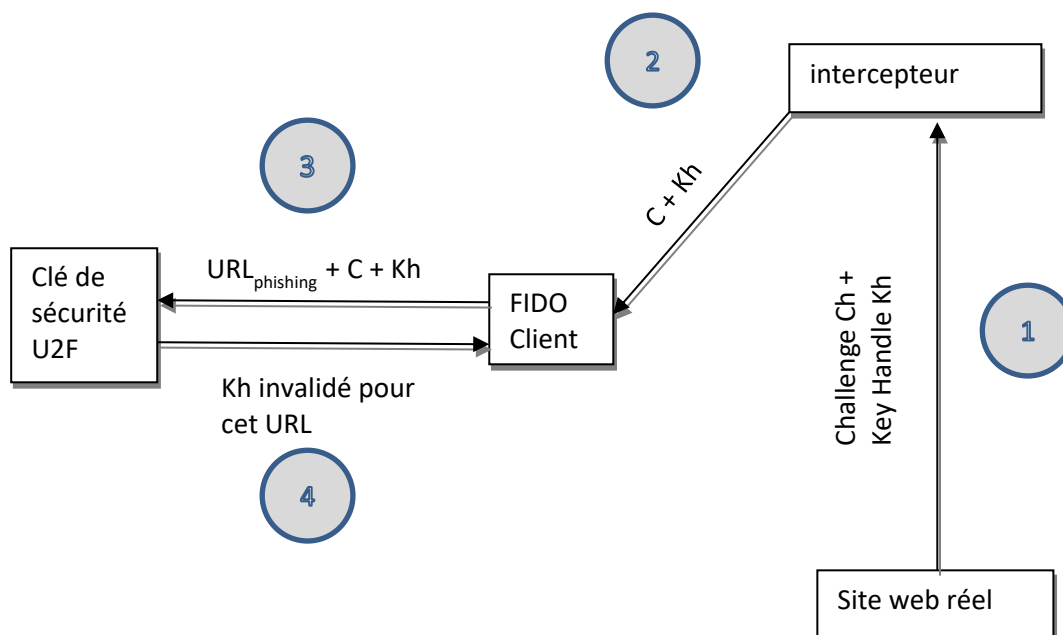 2
intercepteur
3
C + Kh
Clé de
sécurité
U2F
URLphishing + C + Kh
FIDO
Client
Challenge Ch +
Key Handle Kh
1
Kh invalidé pour
cet URL
4
Site web réel